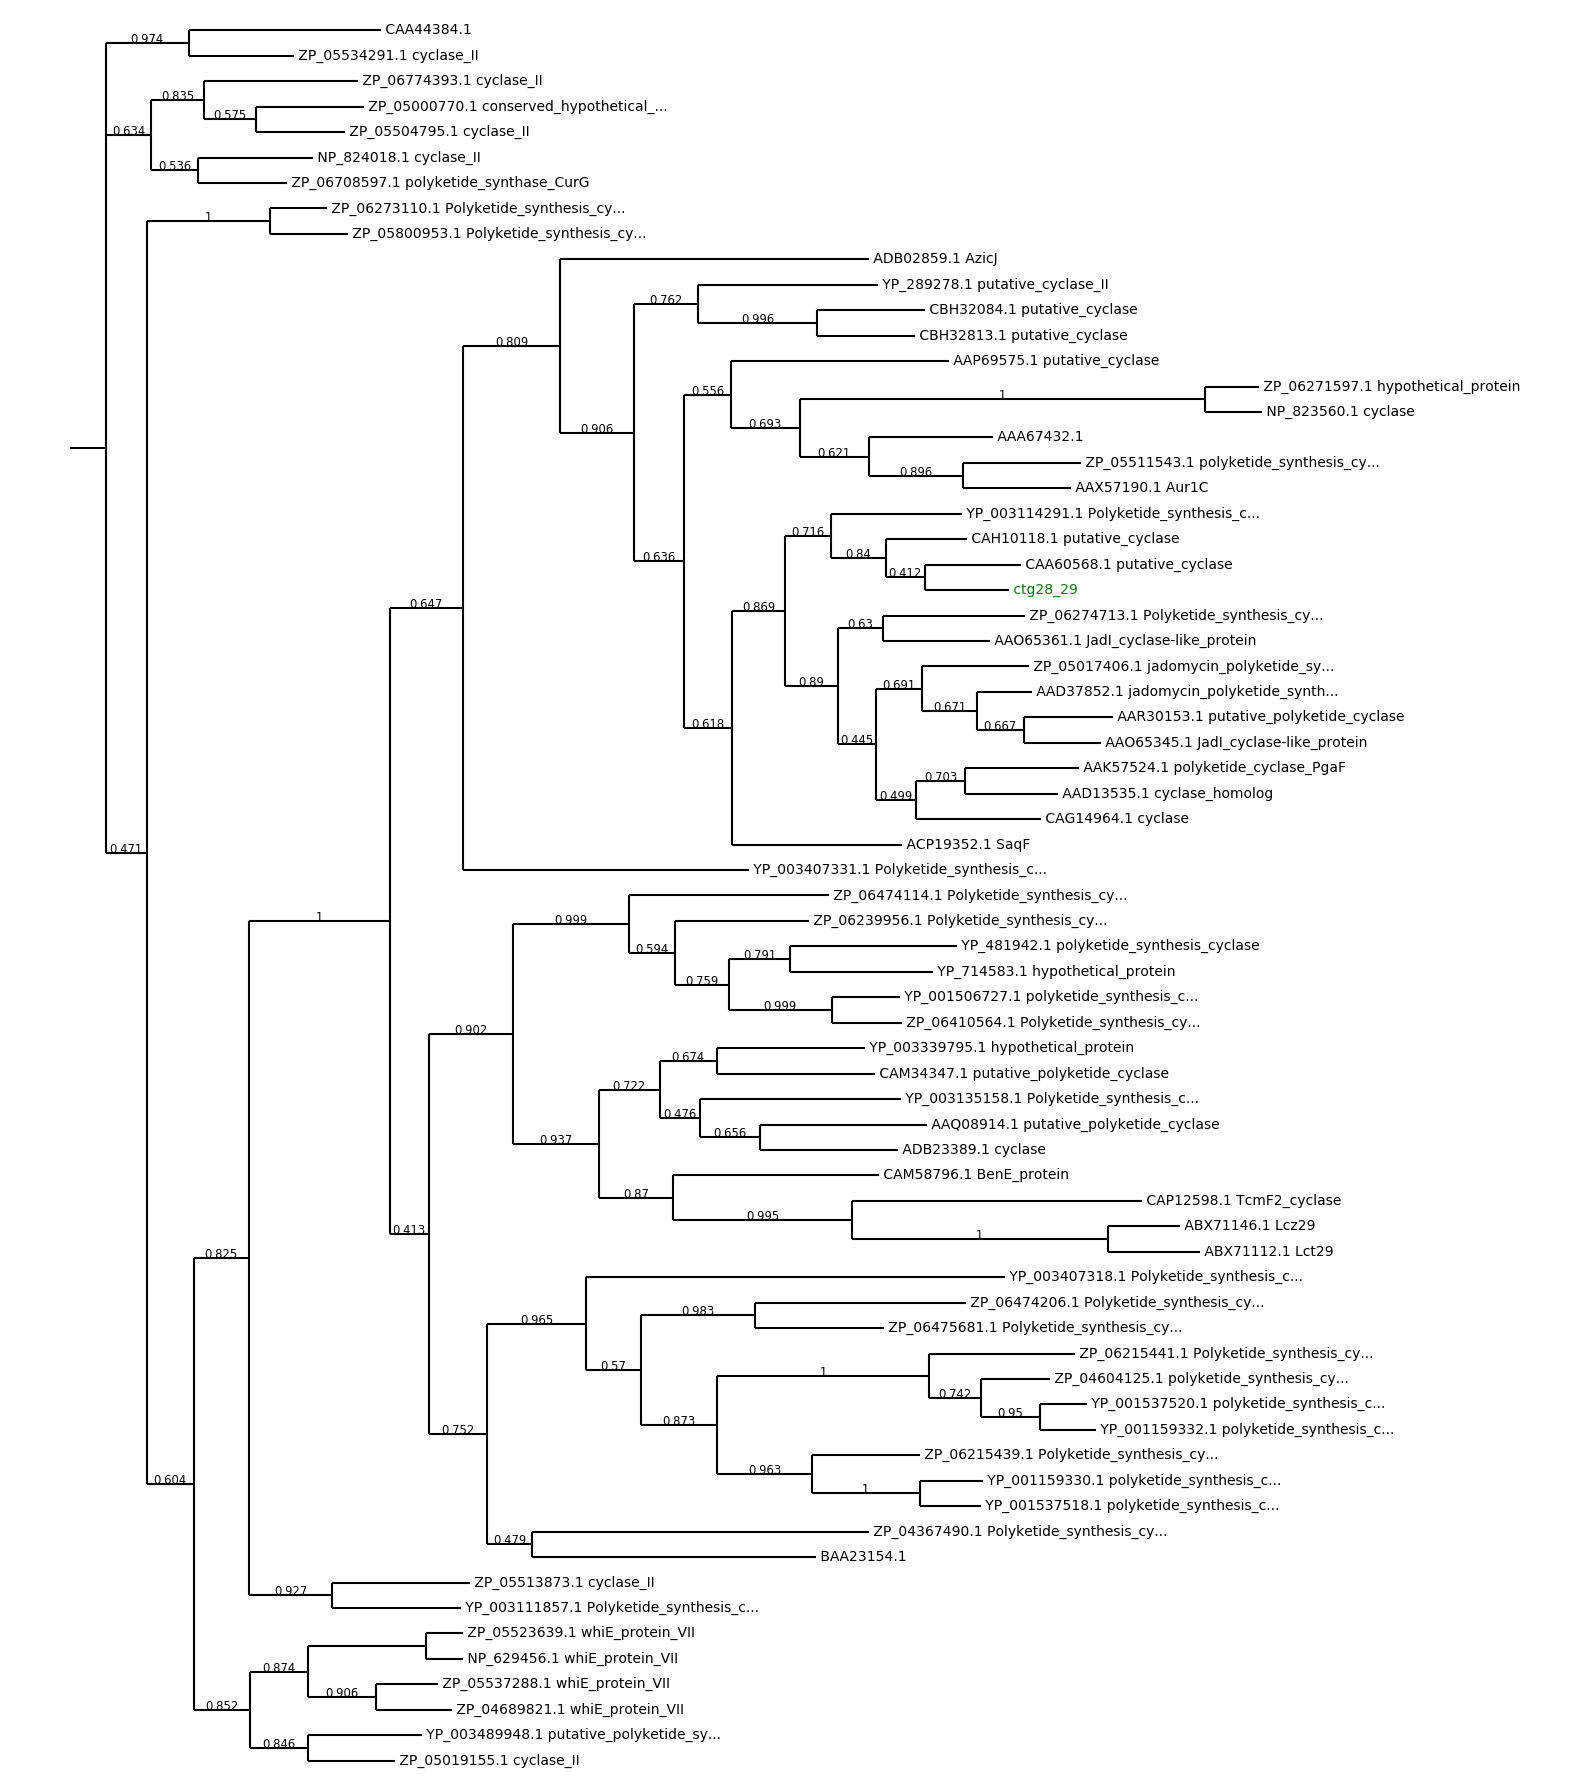 CAA44384.1
0.974
ZP_05534291.1 cyclase_II
ZP_06774393.1 cyclase_II
0.835
ZP_05000770.1 conserved_hypothetical_...
0.575
ZP_05504795.1 cyclase_II
0.634
NP_824018.1 cyclase_II
0.536
ZP_06708597.1 polyketide_synthase_CurG
ZP_06273110.1 Polyketide_synthesis_cy...
1
ZP_05800953.1 Polyketide_synthesis_cy...
ADB02859.1 AzicJ
YP_289278.1 putative_cyclase_II
0.762
CBH32084.1 putative_cyclase
0.996
CBH32813.1 putative_cyclase
0.809
AAP69575.1 putative_cyclase
ZP_06271597.1 hypothetical_protein
0.556
1
NP_823560.1 cyclase
0.693
0.906
AAA67432.1
0.621
ZP_05511543.1 polyketide_synthesis_cy...
0.896
AAX57190.1 Aur1C
YP_003114291.1 Polyketide_synthesis_c...
0.716
CAH10118.1 putative_cyclase
0.84
0.636
CAA60568.1 putative_cyclase
0.412
ctg28_29
0.647
0.869
ZP_06274713.1 Polyketide_synthesis_cy...
0.63
AAO65361.1 JadI_cyclase-like_protein
ZP_05017406.1 jadomycin_polyketide_sy...
0.89
0.691
AAD37852.1 jadomycin_polyketide_synth...
0.671
AAR30153.1 putative_polyketide_cyclase
0.618
0.667
AAO65345.1 JadI_cyclase-like_protein
0.445
AAK57524.1 polyketide_cyclase_PgaF
0.703
AAD13535.1 cyclase_homolog
0.499
CAG14964.1 cyclase
ACP19352.1 SaqF
0.471
YP_003407331.1 Polyketide_synthesis_c...
ZP_06474114.1 Polyketide_synthesis_cy...
1
0.999
ZP_06239956.1 Polyketide_synthesis_cy...
YP_481942.1 polyketide_synthesis_cyclase
0.594
0.791
YP_714583.1 hypothetical_protein
0.759
YP_001506727.1 polyketide_synthesis_c...
0.999
ZP_06410564.1 Polyketide_synthesis_cy...
0.902
YP_003339795.1 hypothetical_protein
0.674
CAM34347.1 putative_polyketide_cyclase
0.722
YP_003135158.1 Polyketide_synthesis_c...
0.476
AAQ08914.1 putative_polyketide_cyclase
0.656
0.937
ADB23389.1 cyclase
CAM58796.1 BenE_protein
0.87
CAP12598.1 TcmF2_cyclase
0.995
ABX71146.1 Lcz29
0.413
1
ABX71112.1 Lct29
0.825
YP_003407318.1 Polyketide_synthesis_c...
ZP_06474206.1 Polyketide_synthesis_cy...
0.983
0.965
ZP_06475681.1 Polyketide_synthesis_cy...
ZP_06215441.1 Polyketide_synthesis_cy...
0.57
1
ZP_04604125.1 polyketide_synthesis_cy...
0.742
YP_001537520.1 polyketide_synthesis_c...
0.95
0.873
YP_001159332.1 polyketide_synthesis_c...
0.752
ZP_06215439.1 Polyketide_synthesis_cy...
0.963
YP_001159330.1 polyketide_synthesis_c...
0.604
1
YP_001537518.1 polyketide_synthesis_c...
ZP_04367490.1 Polyketide_synthesis_cy...
0.479
BAA23154.1
ZP_05513873.1 cyclase_II
0.927
YP_003111857.1 Polyketide_synthesis_c...
ZP_05523639.1 whiE_protein_VII
NP_629456.1 whiE_protein_VII
0.874
ZP_05537288.1 whiE_protein_VII
0.906
0.852
ZP_04689821.1 whiE_protein_VII
YP_003489948.1 putative_polyketide_sy...
0.846
ZP_05019155.1 cyclase_II